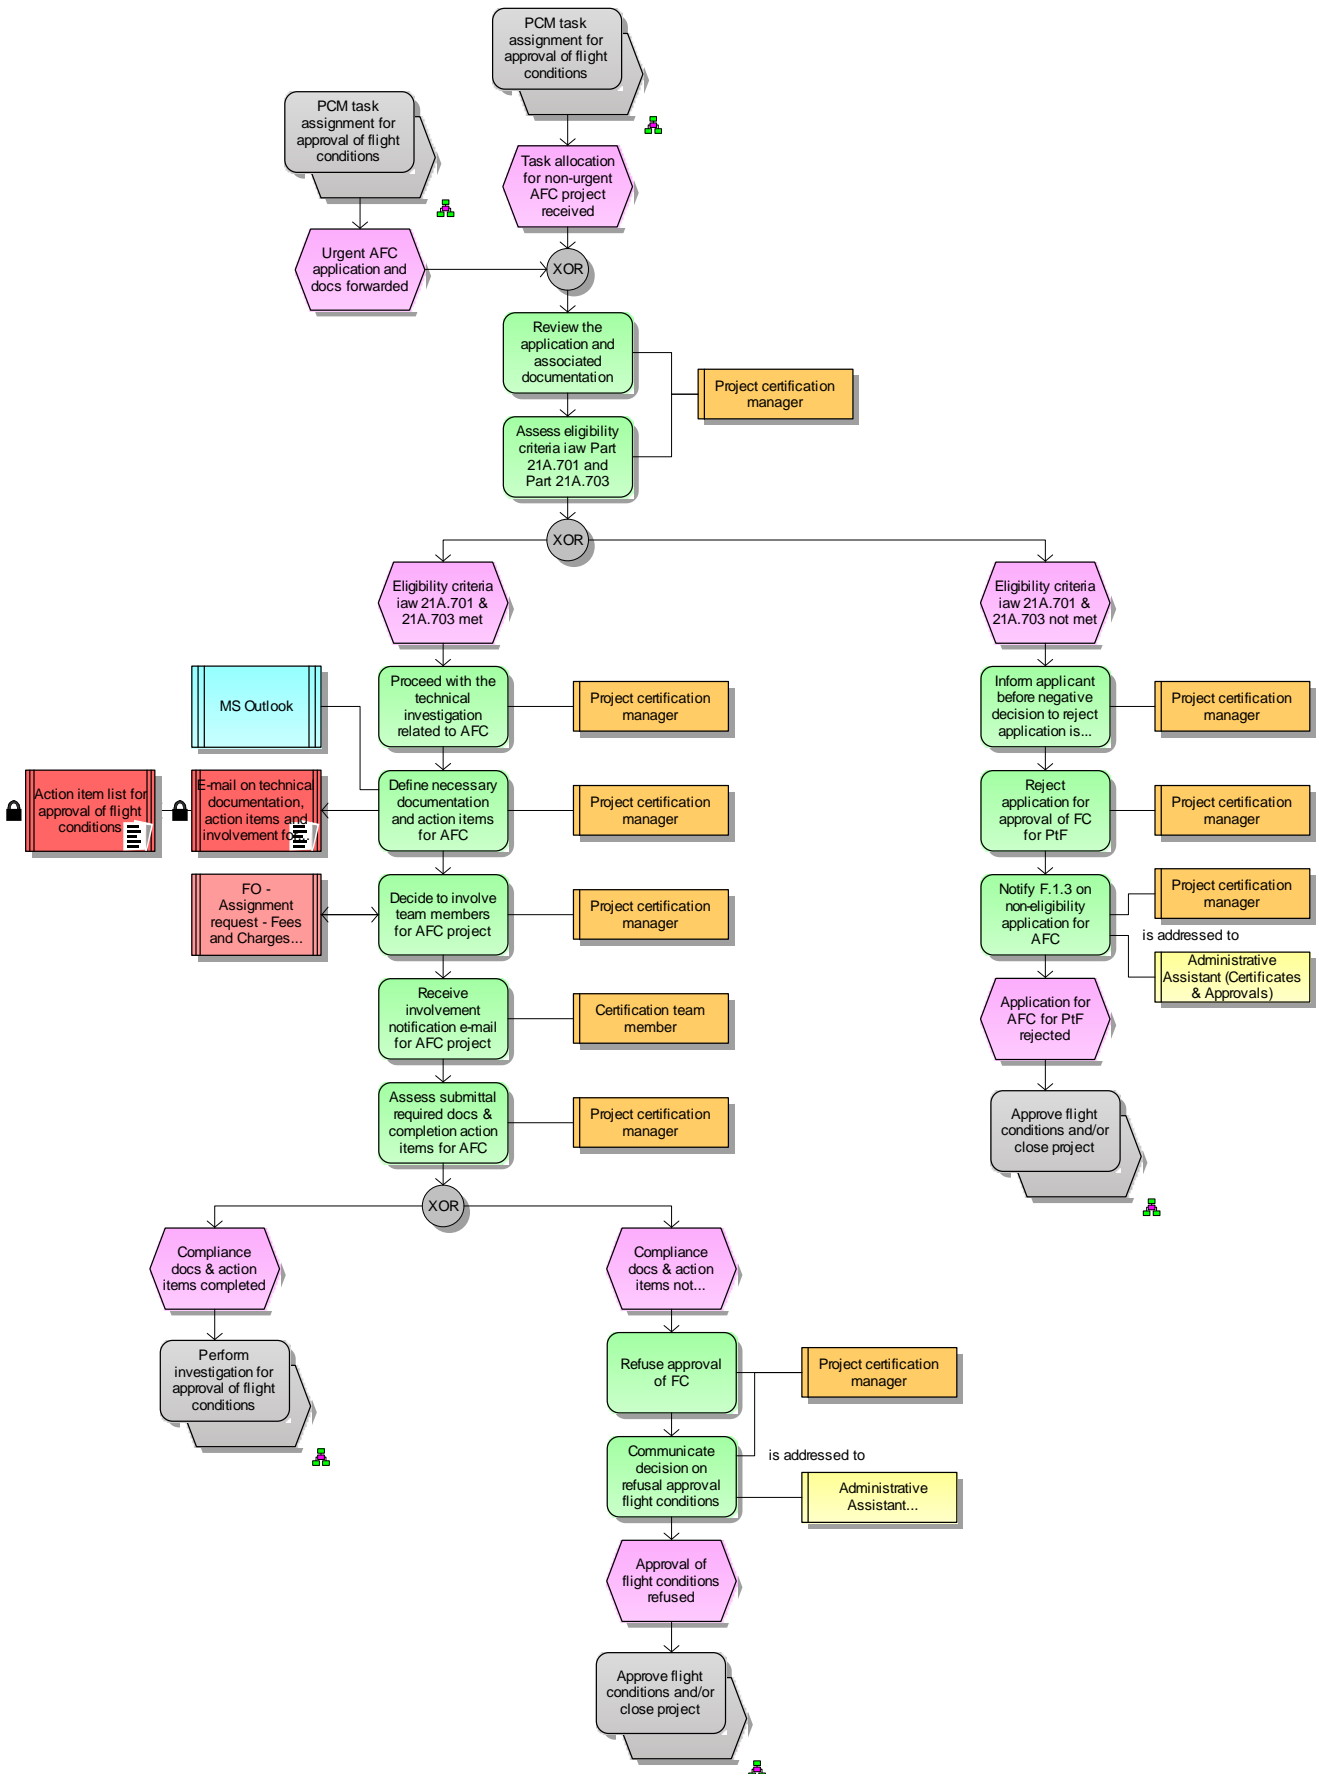 PCM task
assignment for
approval of flight
conditions
PCM task
assignment for
approval of flight
conditions
Task allocation
for non-urgent
AFC project
received
Urgent AFC
application and
docs forwarded
XOR
Review the
application and
associated
documentation
Project certification
manager
Assess eligibility
criteria iaw Part
21A.701 and
Part 21A.703
XOR
Eligibility criteria
iaw 21A.701 &
21A.703 met
Eligibility criteria
iaw 21A.701 &
21A.703 not met
MS Outlook
Proceed with the
technical
investigation
related to AFC
Project certification
manager
Inform applicant
before negative
decision to reject
application is...
Project certification
manager
Action item list for
approval of flight
conditions
E-mail on technical
documentation,
action items and
involvement for...
Define necessary
documentation
and action items
for AFC
Project certification
manager
Reject
application for
approval of FC
for PtF
Project certification
manager
FO -
Assignment
request - Fees
and Charges...
Decide to involve
team members
for AFC project
Project certification
manager
Notify F.1.3 on
non-eligibility
application for
AFC
Project certification
manager
is addressed to
Administrative
Assistant (Certificates
& Approvals)
Receive
involvement
notification e-mail
for AFC project
Certification team
member
Application for
AFC for PtF
rejected
Assess submittal
required docs &
completion action
items for AFC
Project certification
manager
Approve flight
conditions and/or
close project
XOR
Compliance
docs & action
items completed
Compliance
docs & action
items not...
Perform
investigation for
approval of flight
conditions
Refuse approval
of FC
Project certification
manager
Communicate
decision on
refusal approval
flight conditions
is addressed to
Administrative
Assistant...
Approval of
flight conditions
refused
Approve flight
conditions and/or
close project